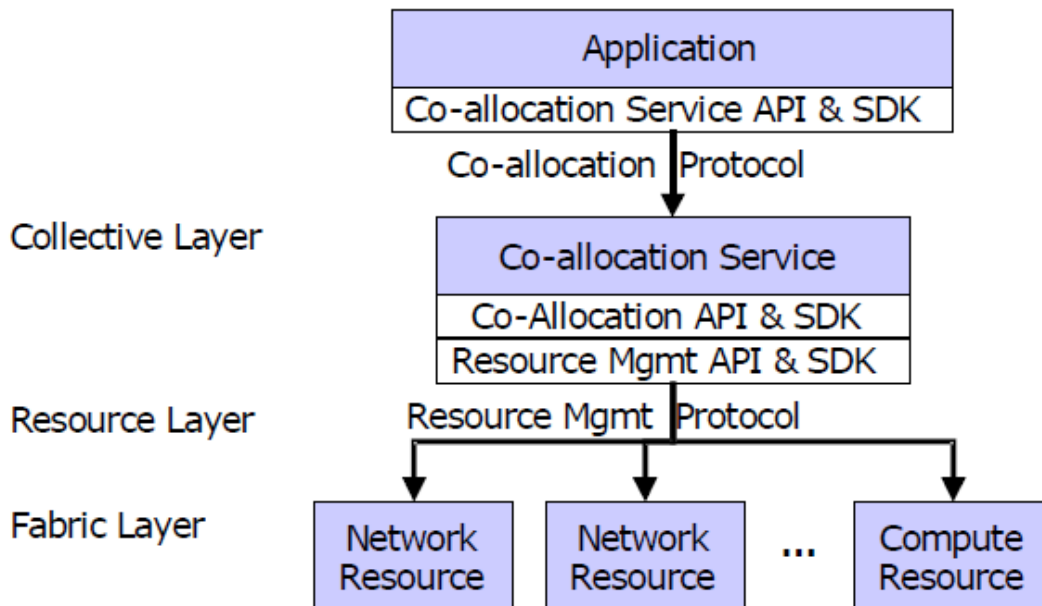 Application
Co-allocation Service API & SDK
Co-allocation Protocol
Collective Layer
Co-allocation Service
Co-Allocation API & SDK
Resource Mgmt API & SDK
Resource Layer
Resource Mgmt Protocol
Fabric Layer
Network
Resource
Network
Resource
...
Compute
Resource